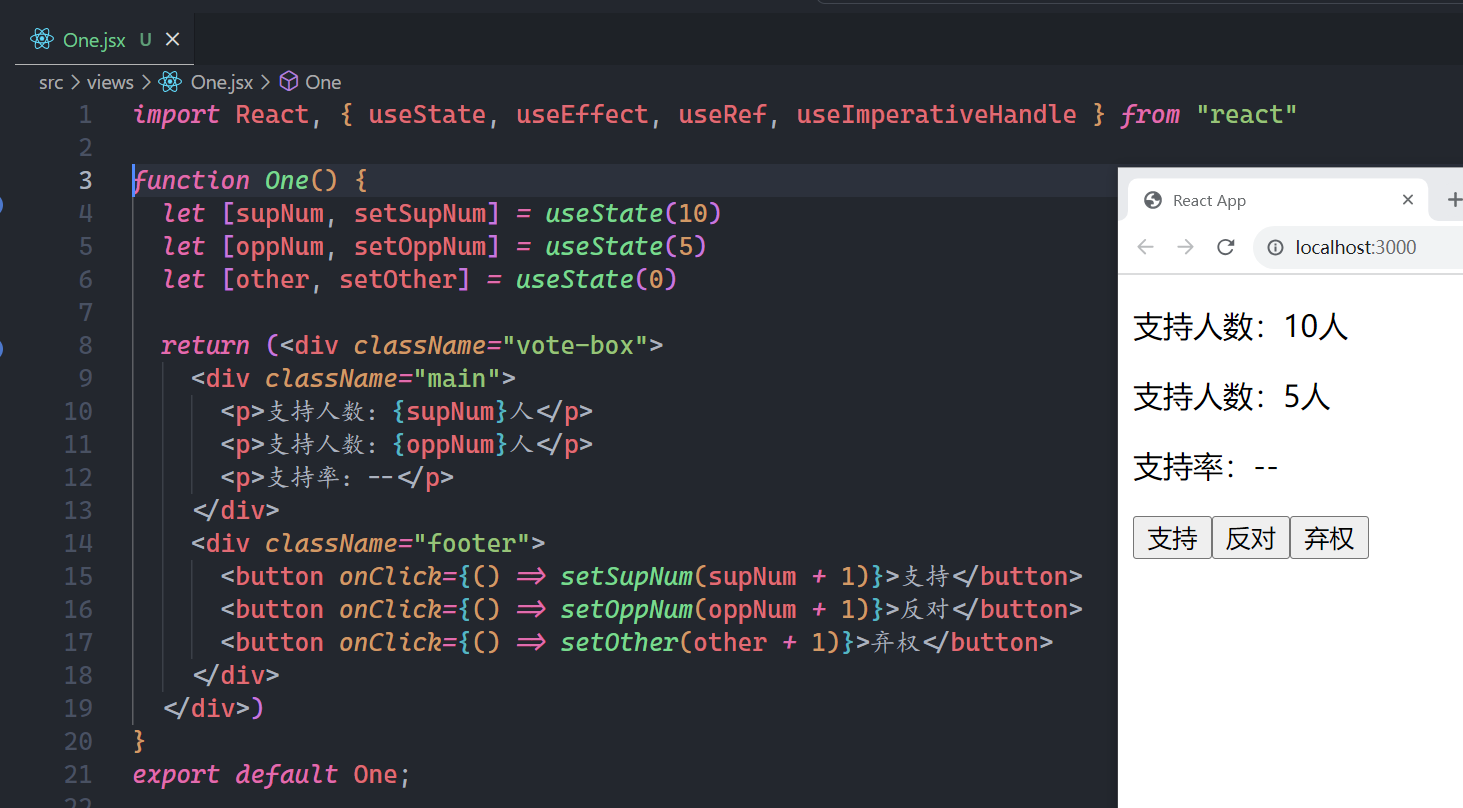 One.jsx U
src > views > One.jsx > One
1 import React, { useState, useEffect, useRef, useImperativeHandle } from "react"
2
3 function One() {
4   let [supNum, setSupNum] = useState(10)
5   let [oppNum, setOppNum] = useState(5)
6   let [other, setOther] = useState(0)
7
8   return (<div className="vote-box">
9     <div className="main">
10       <p>支持人数：{supNum}人</p>
11       <p>支持人数：{oppNum}人</p>
12       <p>支持率：--</p>
13     </div>
14     <div className="footer">
15       <button onClick={() => setSupNum(supNum + 1)}>支持</button>
16       <button onClick={() => setOppNum(oppNum + 1)}>反对</button>
17       <button onClick={() => setOther(other + 1)}>弃权</button>
18     </div>
19   </div>)
20 }
21 export default One;
22
React App
localhost:3000
支持人数：10人
支持人数：5人
支持率：--
支持 反对 弃权